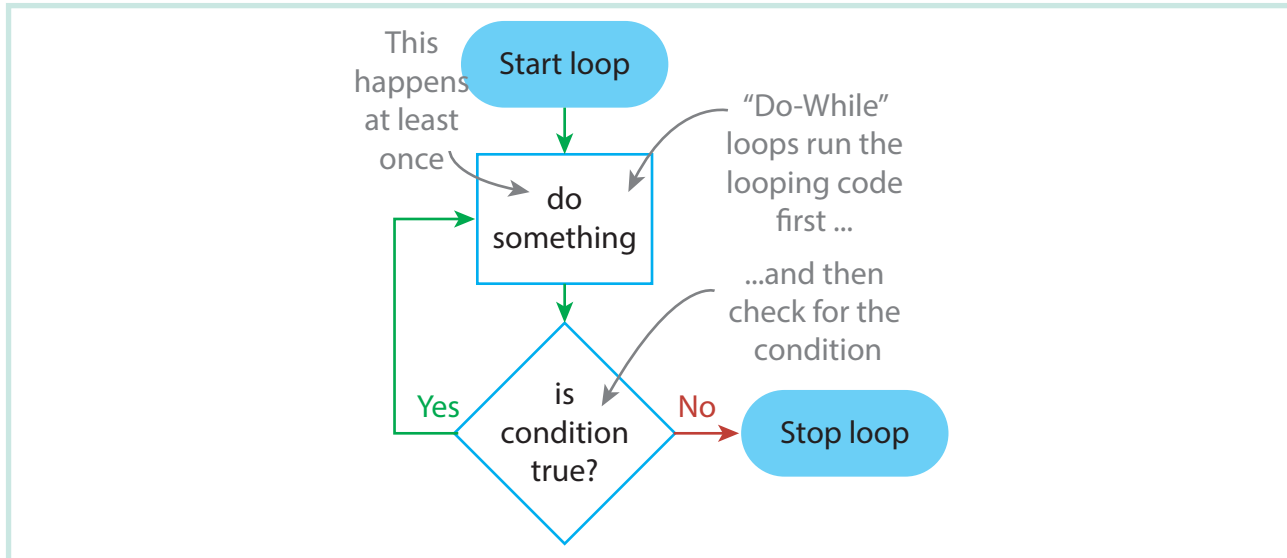 This
happens
at least
once
Start loop
“Do-While”
loops run the
looping code
first ...
do
something
...and then
check for the
condition
is
condition
true?
Yes
No
Stop loop